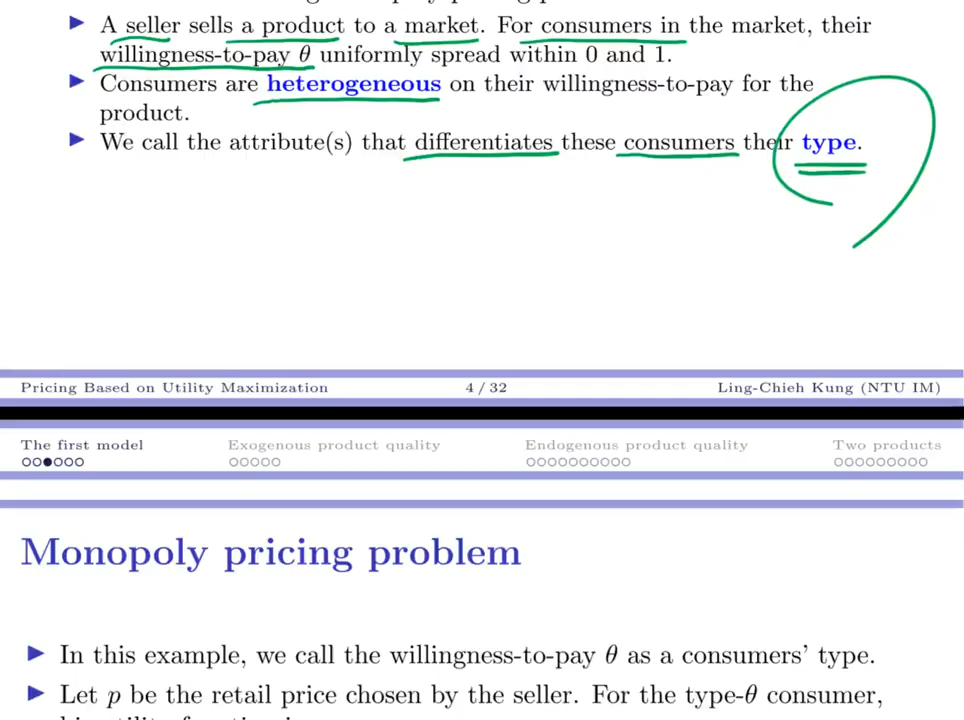 ▶ A seller sells a product to a market. For consumers in the market, their
willingness-to-pay θ uniformly spread within 0 and 1.
▶ Consumers are heterogeneous on their willingness-to-pay for the
product.
▶ We call the attribute(s) that differentiates these consumers their type.
Pricing Based on Utility Maximization 4 / 32 Ling-Chieh Kung (NTU IM)
The first model Exogenous product quality Endogenous product quality Two products
Monopoly pricing problem
▶ In this example, we call the willingness-to-pay θ as a consumers' type.
▶ Let p be the retail price chosen by the seller. For the type-θ consumer,